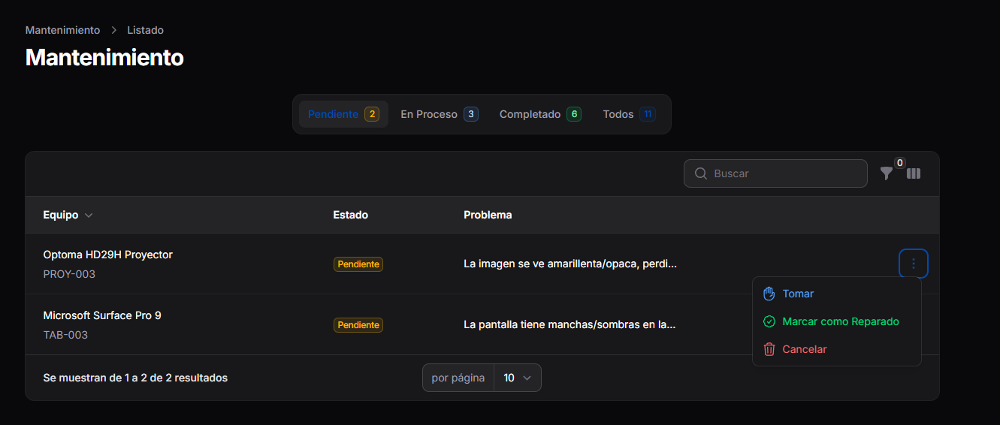 Mantenimiento > Listado
Mantenimiento
Pendiente 2 En Proceso 3 Completado 6 Todos 11
Buscar 0
Equipo Estado Problema
Optoma HD29H Proyector
PROY-003
Pendiente
La imagen se ve amarillenta/opaca, perdi...
Tomar
Marcar como Reparado
Cancelar
Microsoft Surface Pro 9
TAB-003
Pendiente
La pantalla tiene manchas/sombras en la...
Se muestran de 1 a 2 de 2 resultados
por página 10